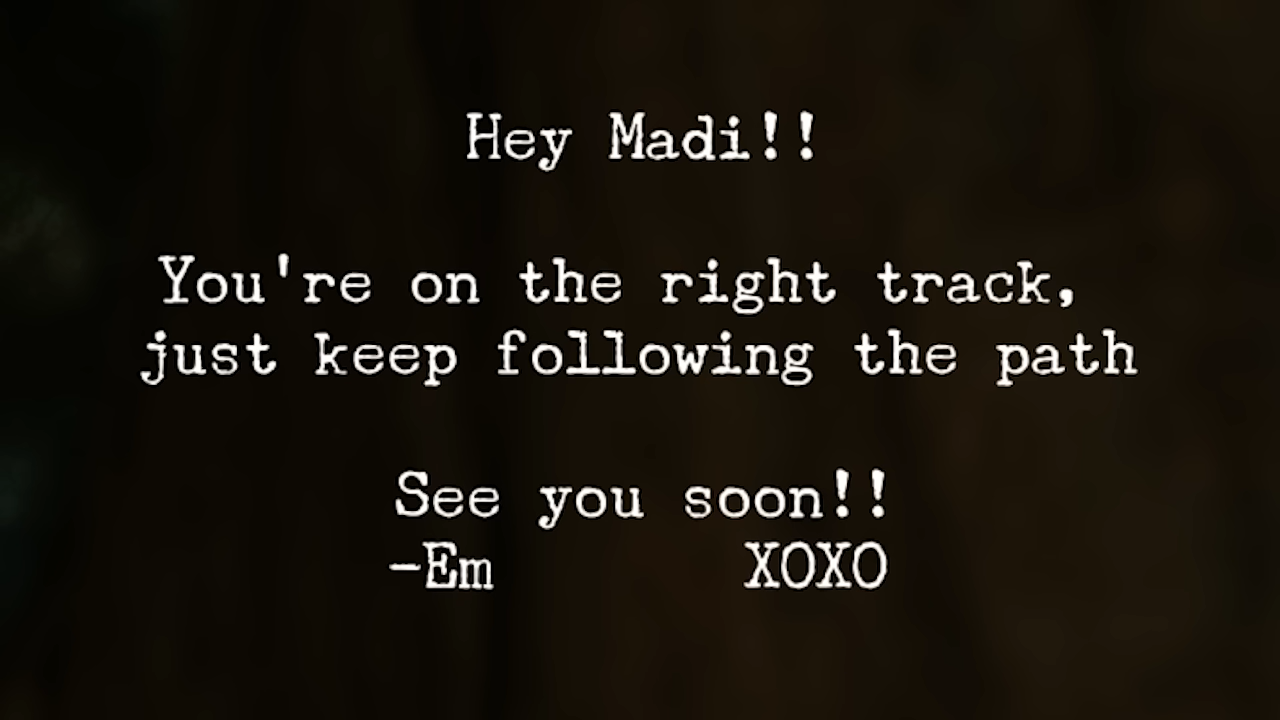 Hey Madi!!
You're on the right track,
just keep following the path
See you soon!!
-Em XOXO